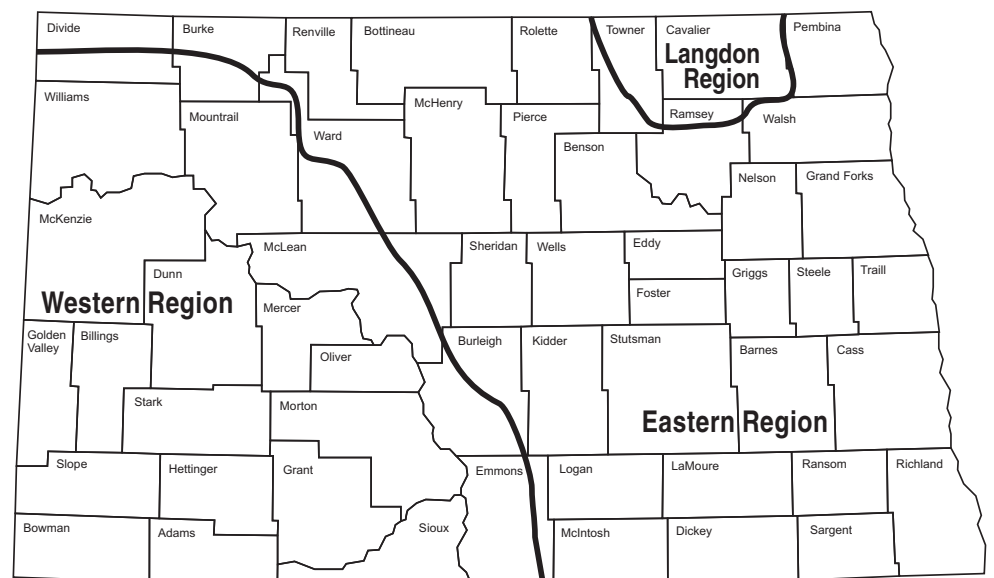 Divide
Burke
Renville
Bottineau
Rolette
Towner
Cavalier
Pembina
Langdon
Region
Williams
Mountrail
McHenry
Ward
Pierce
Ramsey
Walsh
Benson
Nelson
Grand Forks
McKenzie
McLean
Sheridan
Wells
Eddy
Dunn
Griggs
Steele
Traill
Foster
Western Region
Mercer
Golden
Valley
Billings
Oliver
Burleigh
Kidder
Stutsman
Barnes
Cass
Stark
Morton
Eastern Region
Slope
Hettinger
Grant
Emmons
Logan
LaMoure
Ransom
Richland
Bowman
Adams
Sioux
McIntosh
Dickey
Sargent